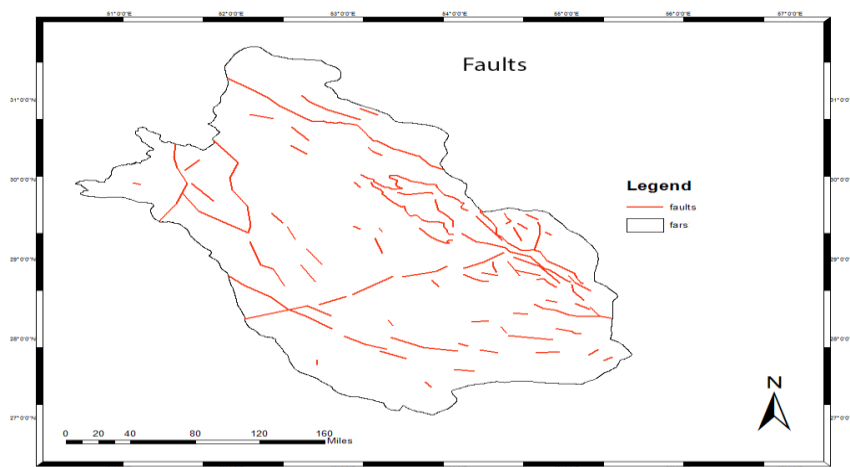 51°0'0"E 52°0'0"E 53°0'0"E 54°0'0"E 55°0'0"E 56°0'0"E 57°0'0"E
Faults
31°0'0"N 31°0'0"N
30°0'0"N 30°0'0"N
Legend
faults
fars
29°0'0"N 29°0'0"N
28°0'0"N 28°0'0"N
N
27°0'0"N 27°0'0"N
0 20 40 80 120 160
Miles